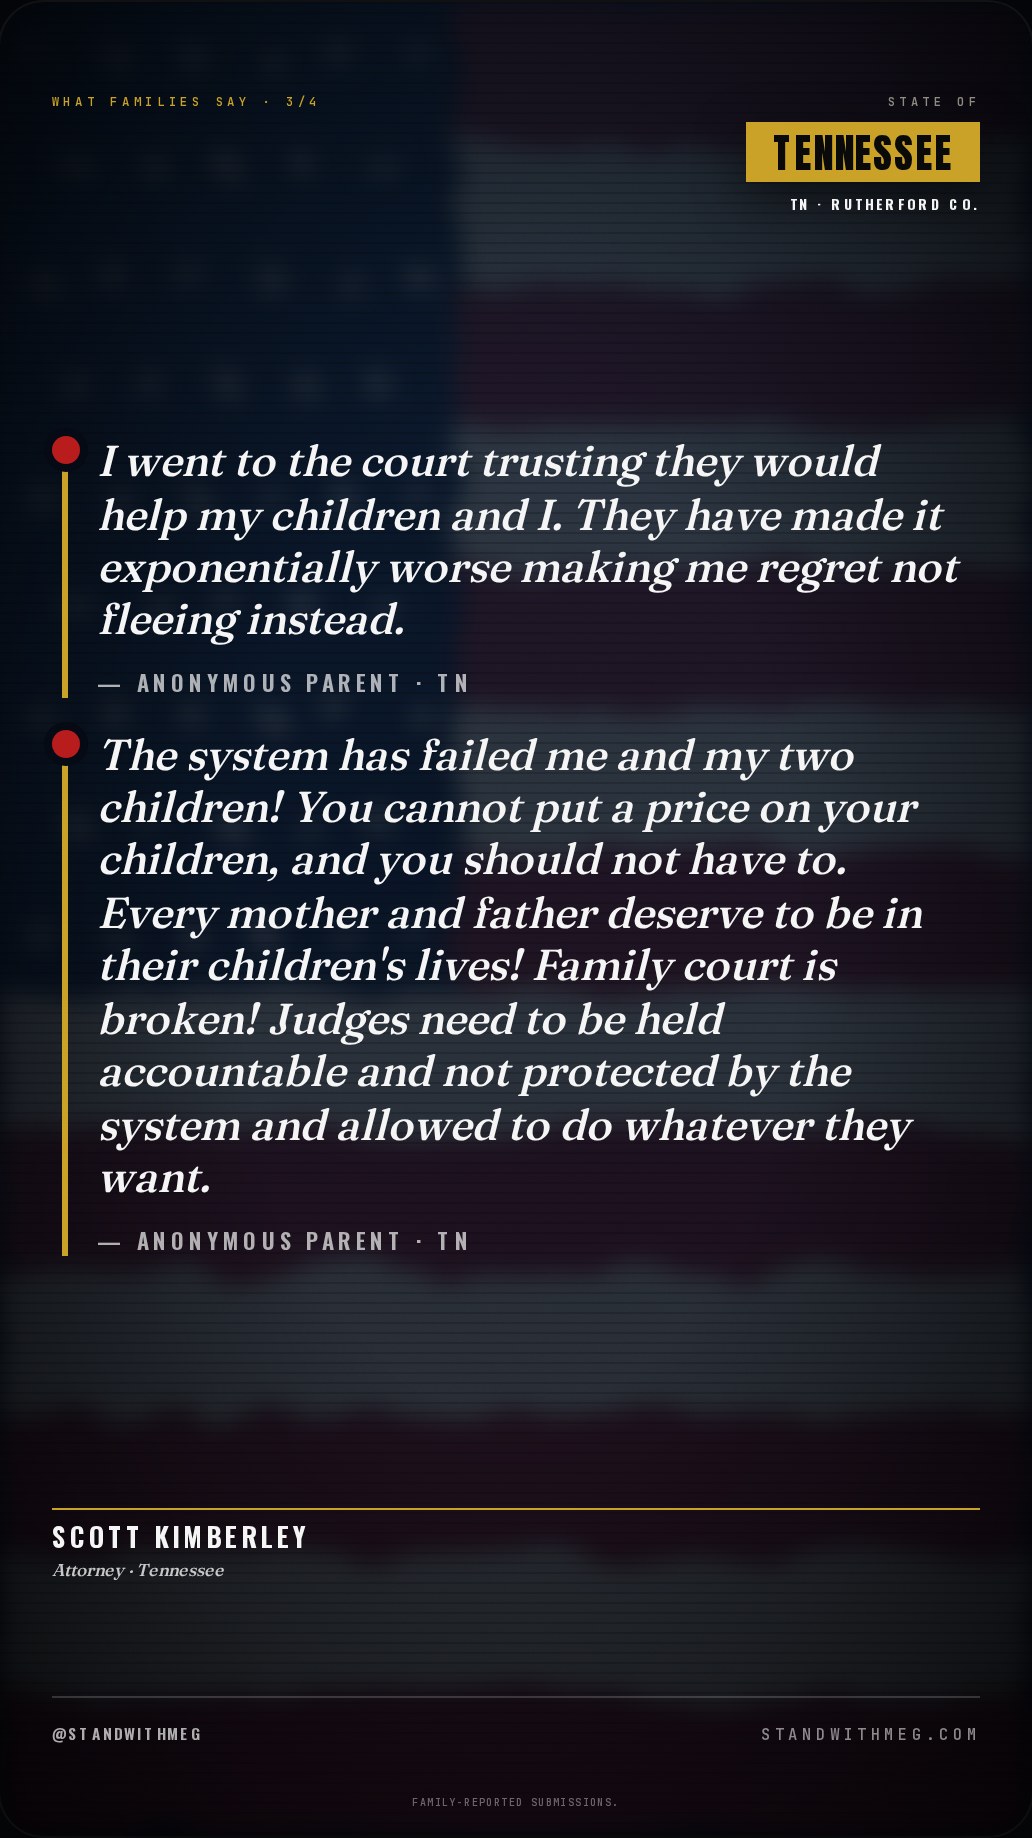 WHAT FAMILIES SAY · 3/4
STATE OF
TENNESSEE
TN · RUTHERFORD CO.
I went to the court trusting they would
help my children and I. They have made it
exponentially worse making me regret not
fleeing instead.
— ANONYMOUS PARENT · TN
The system has failed me and my two
children! You cannot put a price on your
children, and you should not have to.
Every mother and father deserve to be in
their children's lives! Family court is
broken! Judges need to be held
accountable and not protected by the
system and allowed to do whatever they
want.
— ANONYMOUS PARENT · TN
SCOTT KIMBERLEY
Attorney · Tennessee
@STANDWITHMEG
STANDWITHMEG.COM
FAMILY-REPORTED SUBMISSIONS.